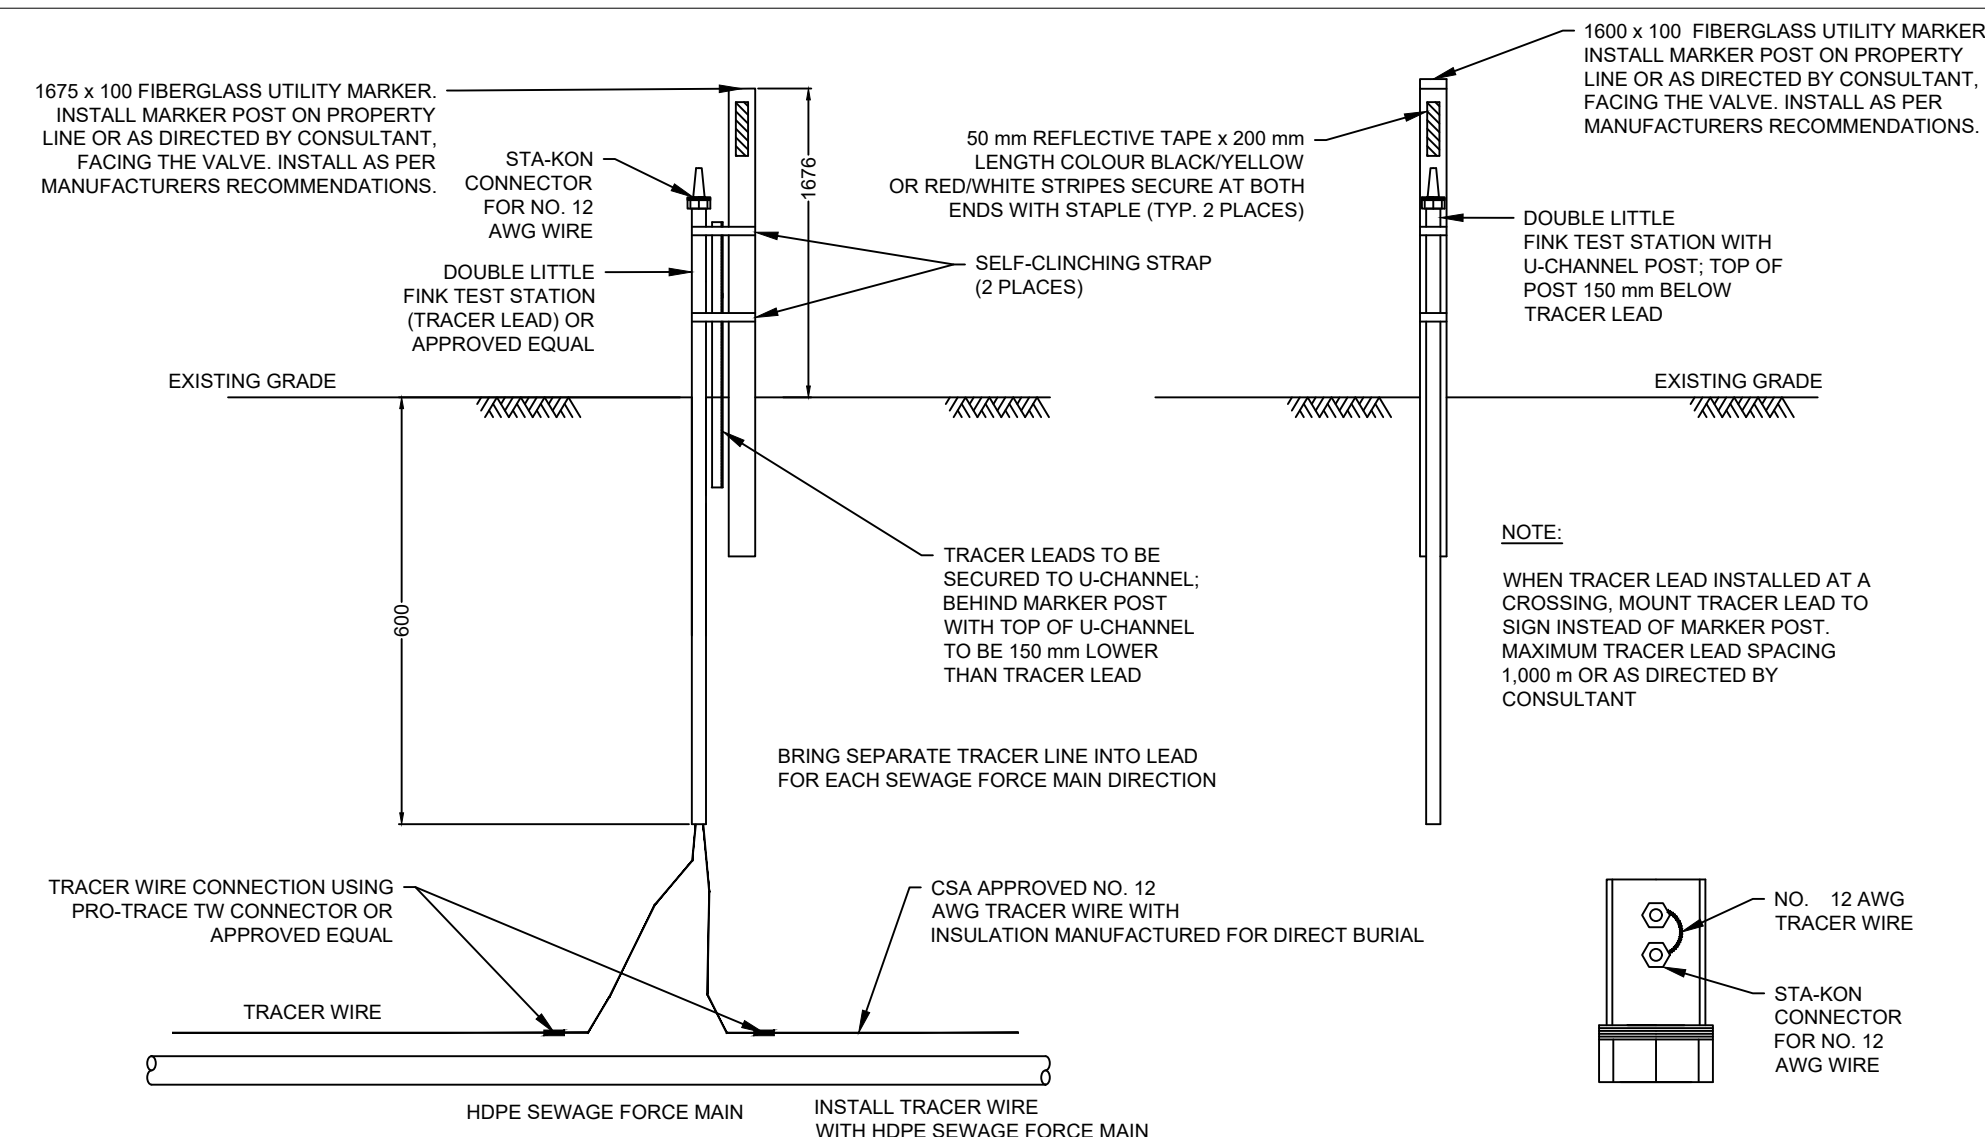 1675 x 100 FIBERGLASS UTILITY MARKER.
INSTALL MARKER POST ON PROPERTY
LINE OR AS DIRECTED BY CONSULTANT,
FACING THE VALVE. INSTALL AS PER
MANUFACTURERS RECOMMENDATIONS.
STA-KON
CONNECTOR
FOR NO. 12
AWG WIRE
DOUBLE LITTLE
FINK TEST STATION
(TRACER LEAD) OR
APPROVED EQUAL
1676
50 mm REFLECTIVE TAPE x 200 mm
LENGTH COLOUR BLACK/YELLOW
OR RED/WHITE STRIPES SECURE AT BOTH
ENDS WITH STAPLE (TYP. 2 PLACES)
SELF-CLINCHING STRAP
(2 PLACES)
1600 x 100 FIBERGLASS UTILITY MARKER
INSTALL MARKER POST ON PROPERTY
LINE OR AS DIRECTED BY CONSULTANT,
FACING THE VALVE. INSTALL AS PER
MANUFACTURERS RECOMMENDATIONS.
DOUBLE LITTLE
FINK TEST STATION WITH
U-CHANNEL POST; TOP OF
POST 150 mm BELOW
TRACER LEAD
EXISTING GRADE
EXISTING GRADE
600
TRACER LEADS TO BE
SECURED TO U-CHANNEL;
BEHIND MARKER POST
WITH TOP OF U-CHANNEL
TO BE 150 mm LOWER
THAN TRACER LEAD
NOTE:
WHEN TRACER LEAD INSTALLED AT A
CROSSING, MOUNT TRACER LEAD TO
SIGN INSTEAD OF MARKER POST.
MAXIMUM TRACER LEAD SPACING
1,000 m OR AS DIRECTED BY
CONSULTANT
BRING SEPARATE TRACER LINE INTO LEAD
FOR EACH SEWAGE FORCE MAIN DIRECTION
TRACER WIRE CONNECTION USING
PRO-TRACE TW CONNECTOR OR
APPROVED EQUAL
CSA APPROVED NO. 12
AWG TRACER WIRE WITH
INSULATION MANUFACTURED FOR DIRECT BURIAL
TRACER WIRE
NO. 12 AWG
TRACER WIRE
STA-KON
CONNECTOR
FOR NO. 12
AWG WIRE
HDPE SEWAGE FORCE MAIN
INSTALL TRACER WIRE
WITH HDPE SEWAGE FORCE MAIN